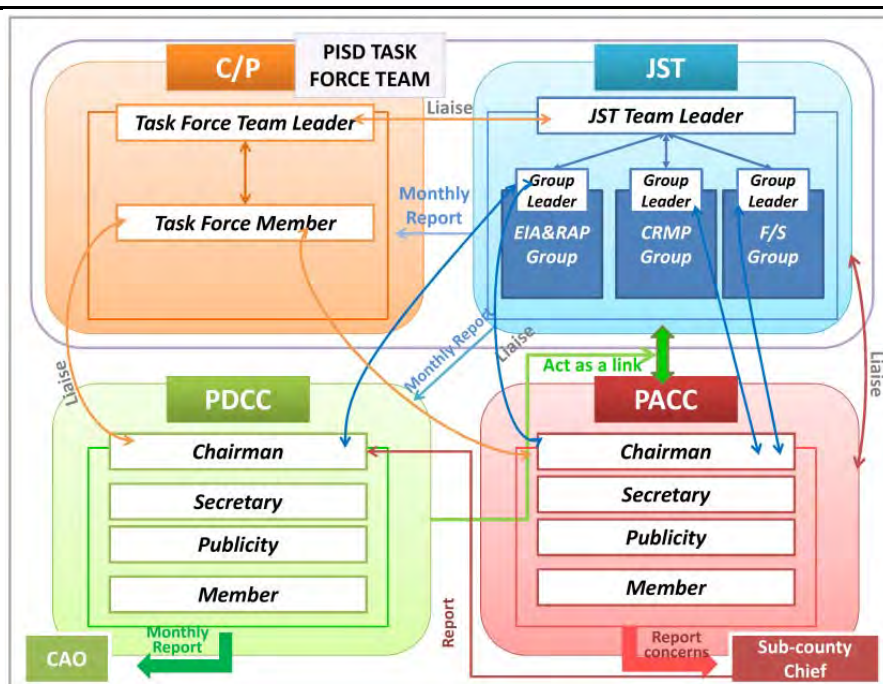 C/P
PISD TASK
FORCE TEAM
JST
Task Force Team Leader
Liaise
JST Team Leader
Group
Leader
Group
Leader
Group
Leader
Monthly
Report
Task Force Member
EIA&RAP
Group
CRMP
Group
F/S
Group
Monthly Report
Liaise
Liaise
Liaise
Act as a link
PDCC
PACC
Chairman
Chairman
Secretary
Secretary
Publicity
Publicity
Member
Member
Report
Monthly
Report
Report
concerns
CAO
Sub-county
Chief